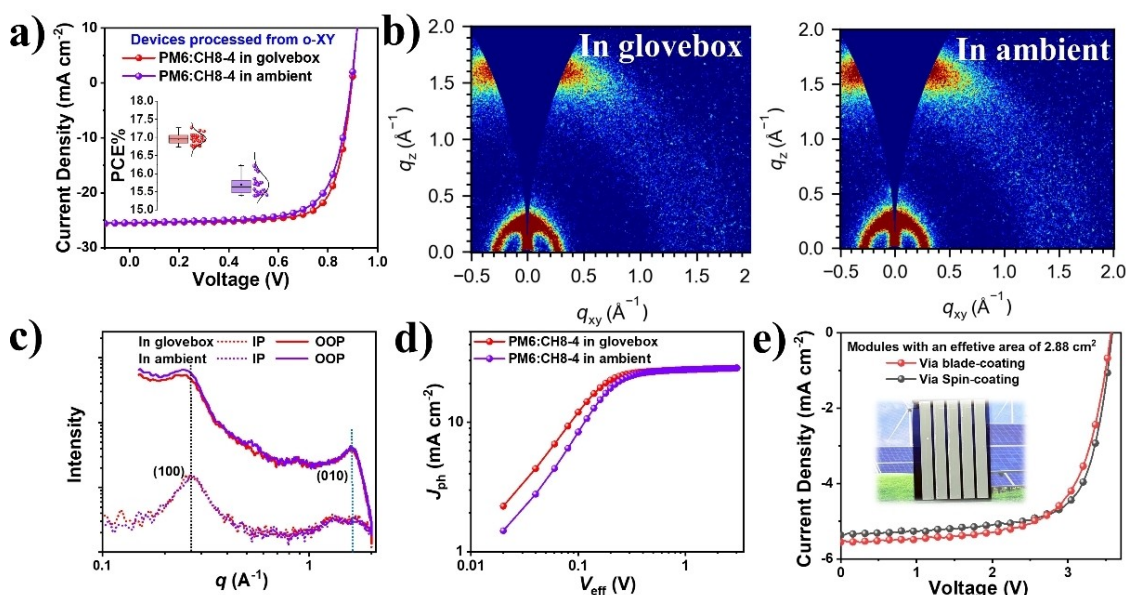 a)
Devices processed from o-XY
PM6:CH8-4 in golvebox
PM6:CH8-4 in ambient
Current Density (mA cm⁻²)
10
0
-10
-20
-30
PCE%
18.0
17.5
17.0
16.5
16.0
15.5
15.0
0.0 0.2 0.4 0.6 0.8 1.0
Voltage (V)
b)
In glovebox
qz (Å⁻¹)
2.0
1.5
1.0
0.5
0.0
−0.5 0.0 0.5 1.0 1.5 2.0
qxy (Å⁻¹)
In ambient
qz (Å⁻¹)
2.0
1.5
1.0
0.5
0.0
−0.5 0.0 0.5 1.0 1.5 2.0
qxy (Å⁻¹)
c)
In glovebox IP OOP
In ambient IP OOP
Intensity
(100)
(010)
0.1 1
q (A⁻¹)
d)
PM6:CH8-4 in glovebox
PM6:CH8-4 in ambient
Jph (mA cm⁻²)
10
1
0.01 0.1 1
Veff (V)
e)
Modules with an effetive area of 2.88 cm²
Via blade-coating
Via Spin-coating
Current Density (mA cm⁻²)
0
-2
-4
-6
0 1 2 3
Voltage (V)